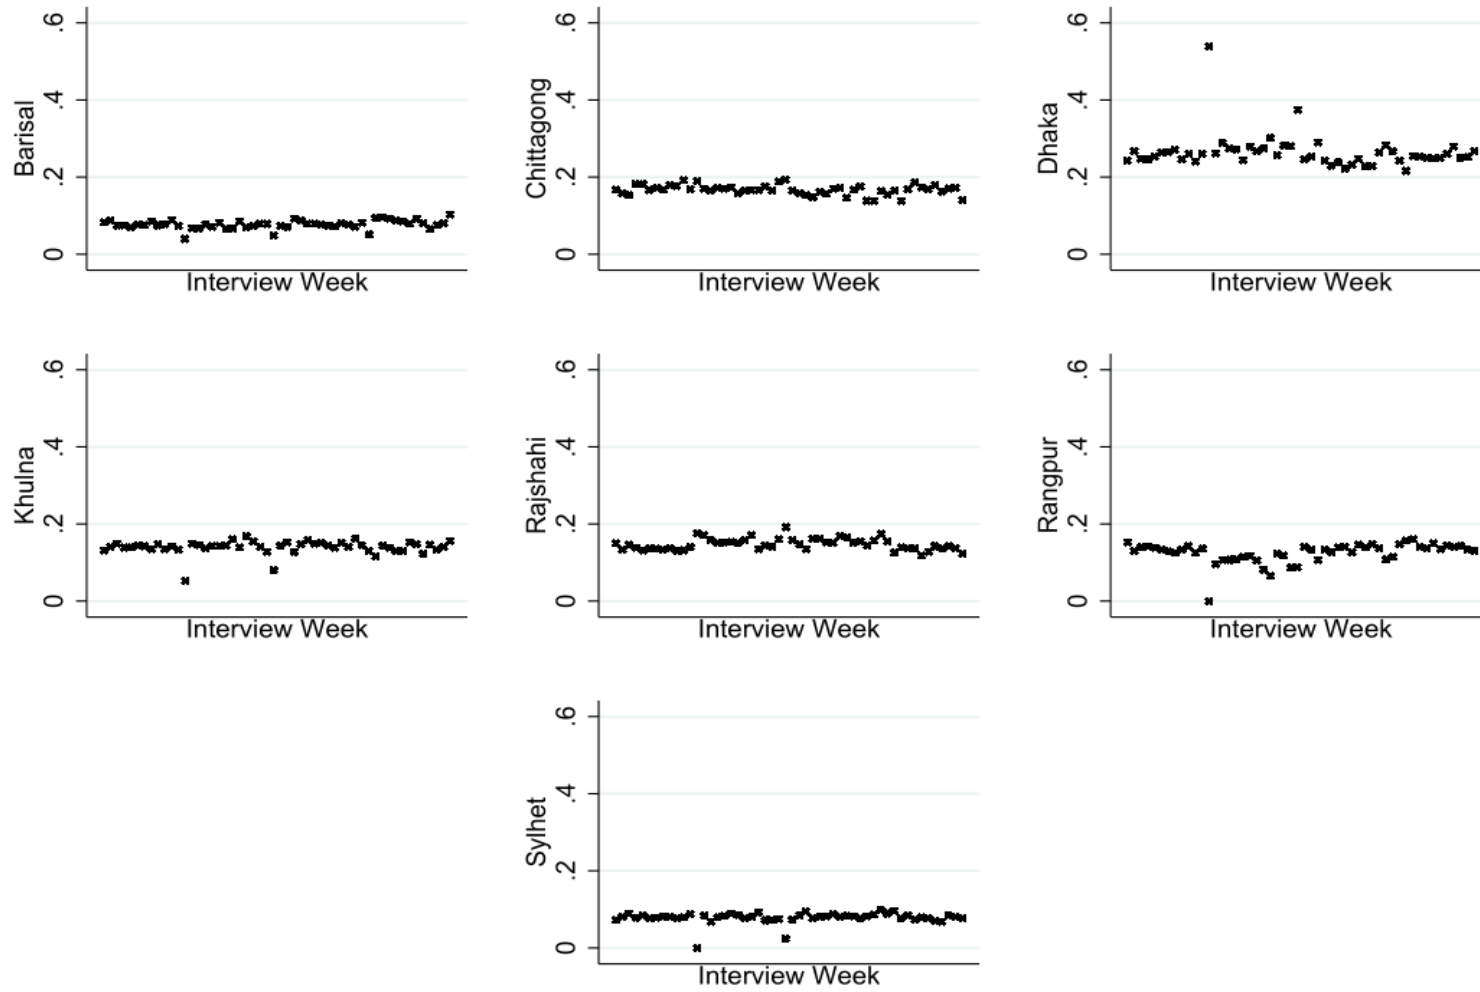 Barisal
.6
.4
.2
0
Interview Week
Chittagong
.6
.4
.2
0
Interview Week
Dhaka
.6
.4
.2
0
Interview Week
Khulna
.6
.4
.2
0
Interview Week
Rajshahi
.6
.4
.2
0
Interview Week
Rangpur
.6
.4
.2
0
Interview Week
Sylhet
.6
.4
.2
0
Interview Week